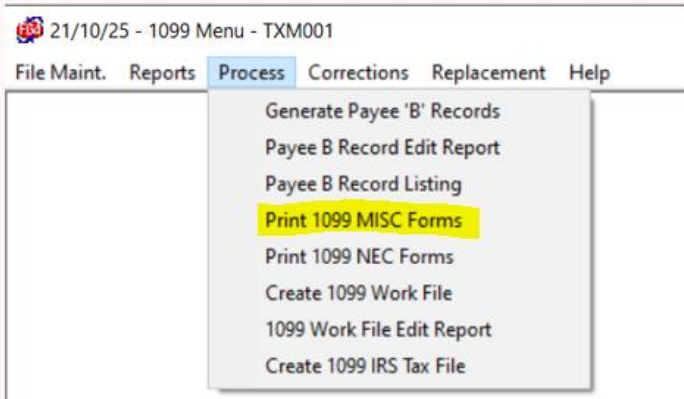 21/10/25 - 1099 Menu - TXM001
File Maint. Reports Process Corrections Replacement Help
Generate Payee 'B' Records
Payee B Record Edit Report
Payee B Record Listing
Print 1099 MISC Forms
Print 1099 NEC Forms
Create 1099 Work File
1099 Work File Edit Report
Create 1099 IRS Tax File